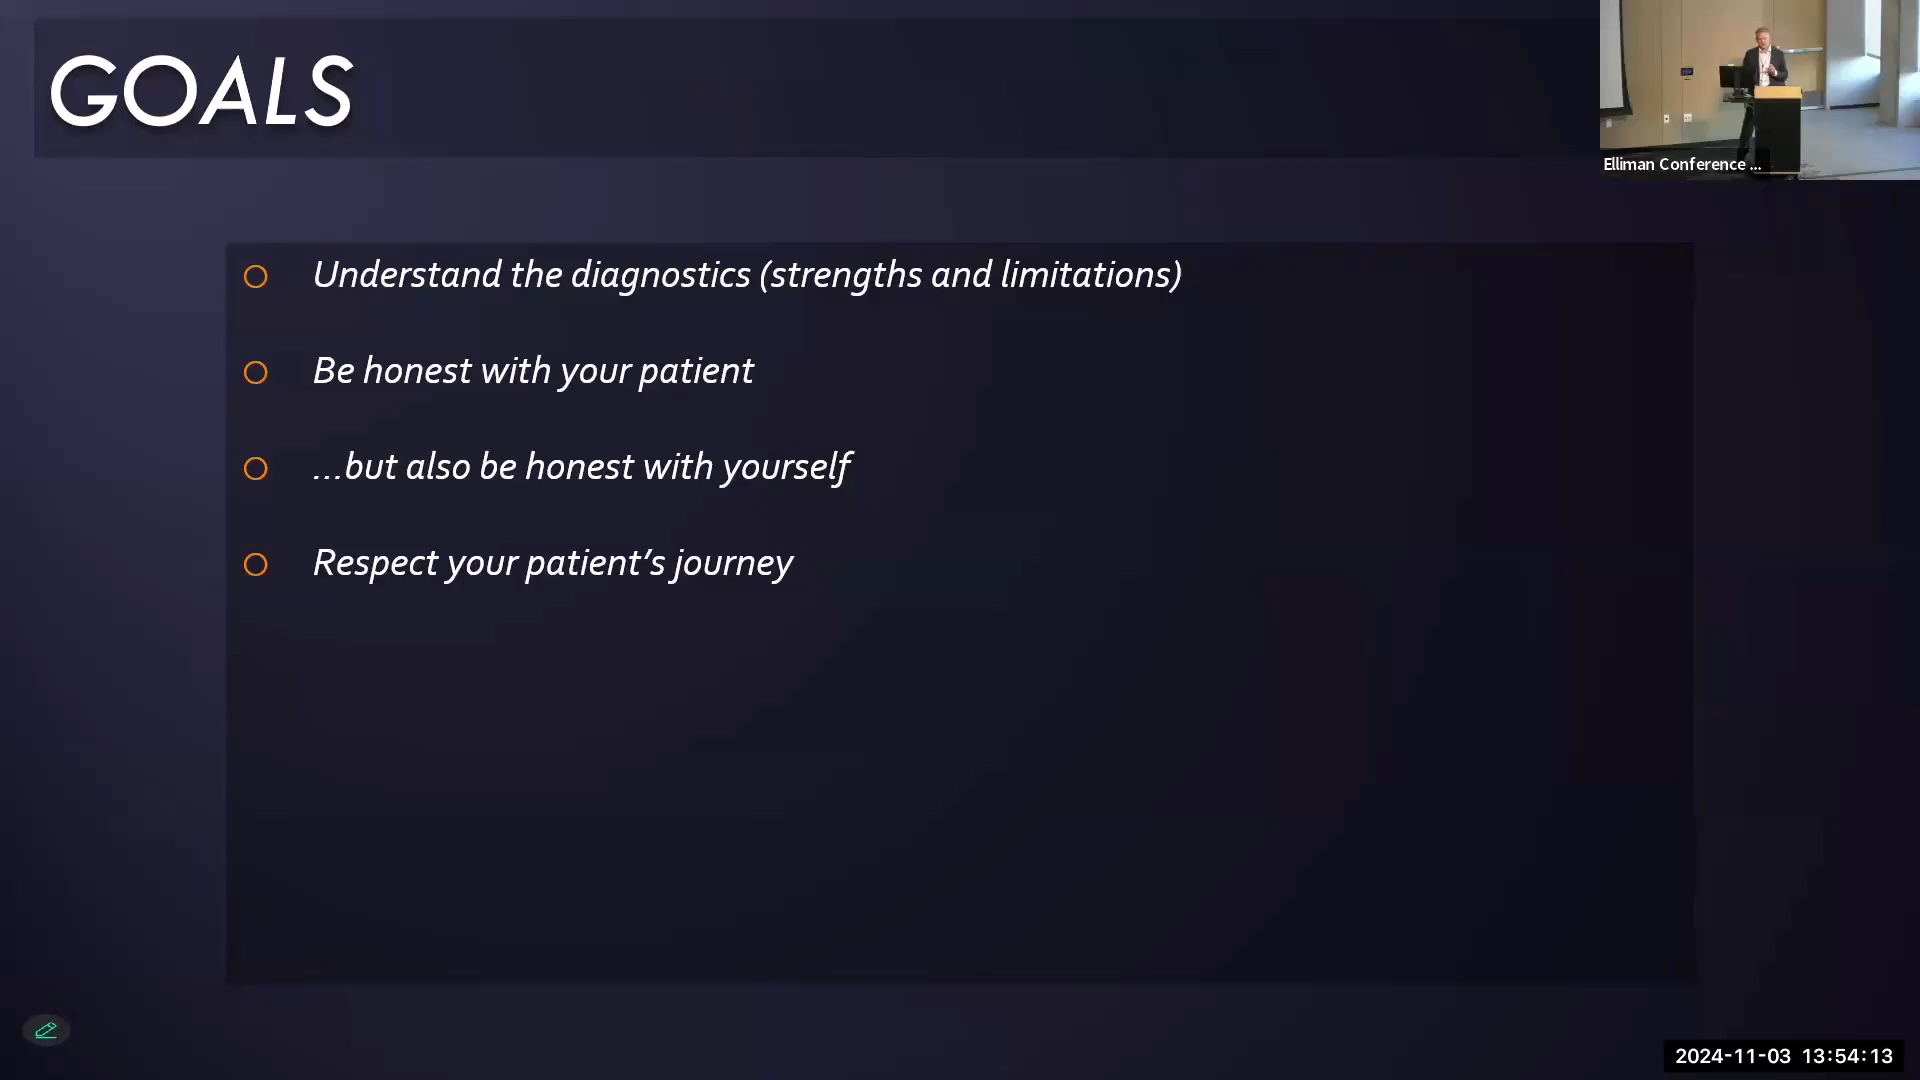 GOALS
Elliman Conference ...
Understand the diagnostics (strengths and limitations)
Be honest with your patient
...but also be honest with yourself
Respect your patient’s journey
2024-11-03 13:54:13